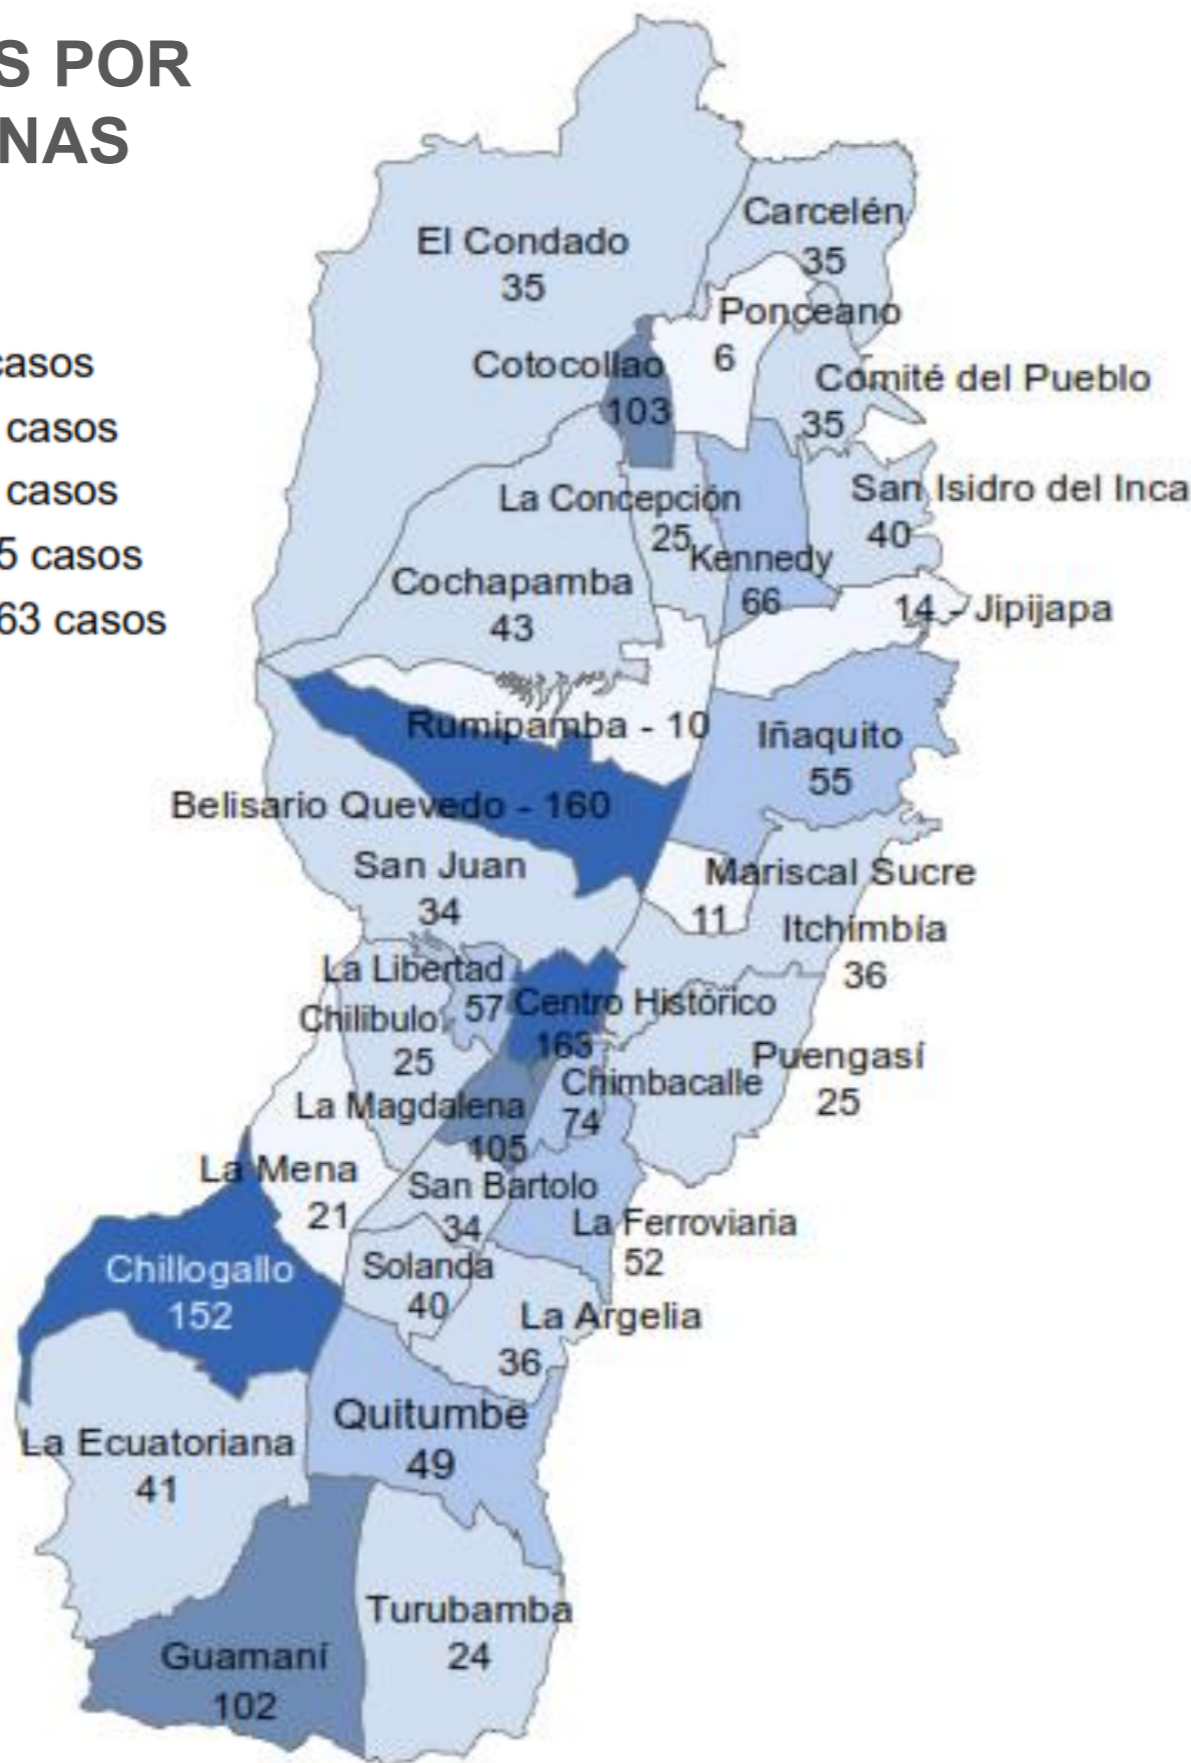 S POR
NAS
casos
casos
casos
5 casos
63 casos
El Condado
35
Carcelén
35
Ponceano
6
Cotocollao
103
Comité del Pueblo
35
La Concepción
25
San Isidro del Inca
40
Kennedy
66
Cochapamba
43
14 - Jipijapa
Rumipamba - 10
Iñaquito
55
Belisario Quevedo - 160
San Juan
34
Mariscal Sucre
11
Itchimbía
36
La Libertad
57
Centro Histórico
163
Chilibulo
25
Puengasí
25
Chimbacalle
74
La Magdalena
105
La Mena
21
San Bartolo
34
La Ferroviaria
52
Chillogallo
152
Solanda
40
La Argelia
36
Quitumbe
49
La Ecuatoriana
41
Turubamba
24
Guamaní
102